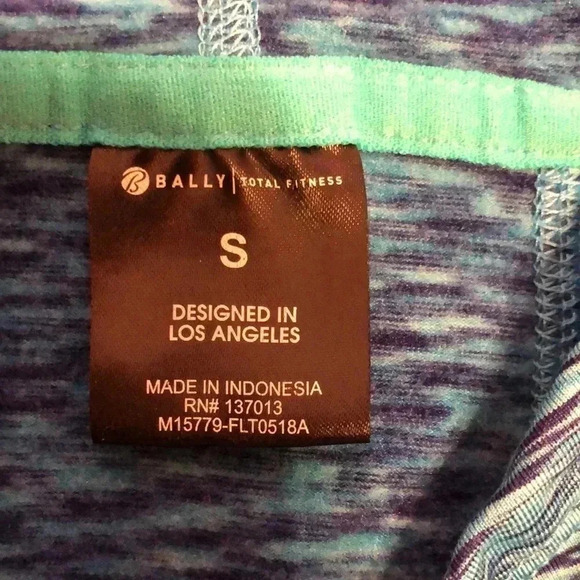 B BALLY | TOTAL FITNESS
S
DESIGNED IN
LOS ANGELES
MADE IN INDONESIA
RN# 137013
M15779-FLT0518A